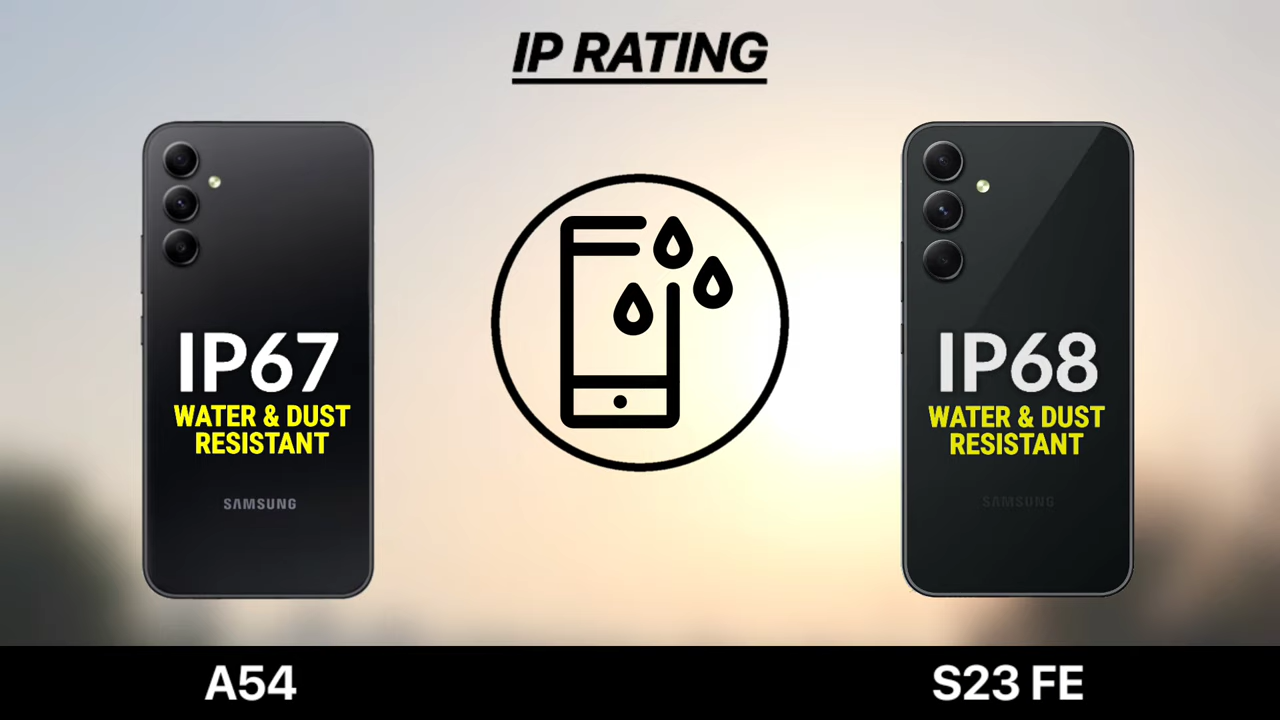 IP RATING
IP67
WATER & DUST
RESISTANT
SAMSUNG
A54
IP68
WATER & DUST
RESISTANT
SAMSUNG
S23 FE